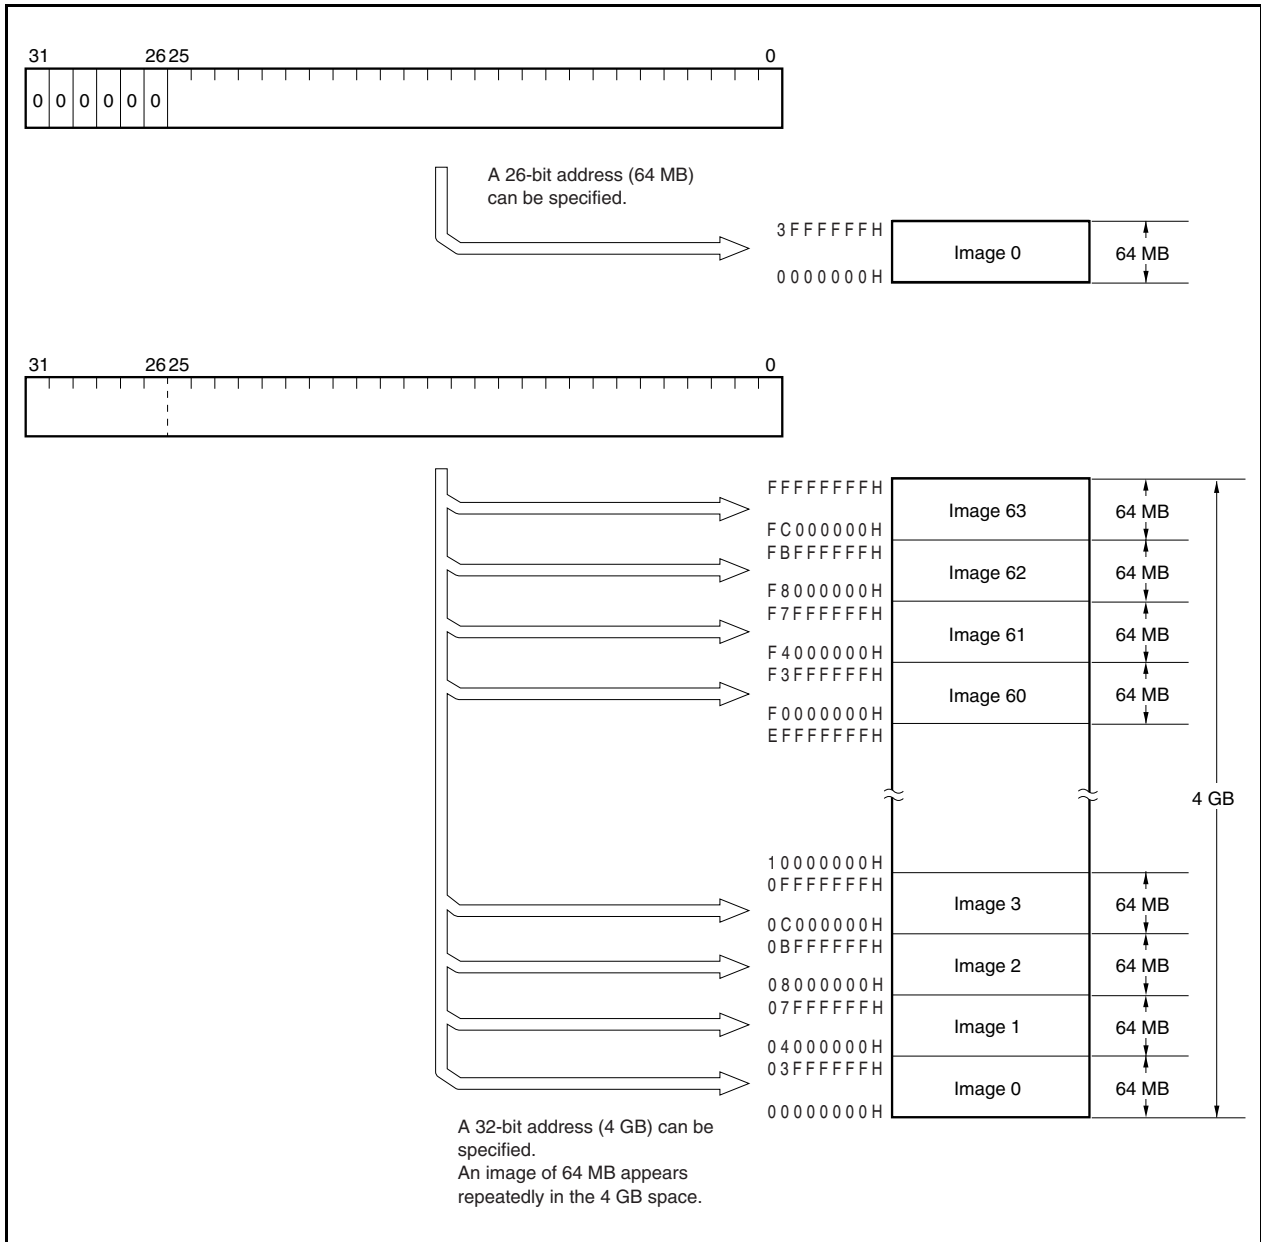 31 26 25 0
0 0 0 0 0 0
A 26-bit address (64 MB)
can be specified.
3FFFFFFH
Image 0
64 MB
0000000H
31 26 25 0
FFFFFFFFH
Image 63
64 MB
FC000000H
FBFFFFFFH
Image 62
64 MB
F8000000H
F7FFFFFFH
Image 61
64 MB
F4000000H
F3FFFFFFH
Image 60
64 MB
F0000000H
EFFFFFFFH
4 GB
10000000H
0FFFFFFFH
Image 3
64 MB
0C000000H
0BFFFFFFH
Image 2
64 MB
08000000H
07FFFFFFH
Image 1
64 MB
04000000H
03FFFFFFH
Image 0
64 MB
00000000H
A 32-bit address (4 GB) can be
specified.
An image of 64 MB appears
repeatedly in the 4 GB space.